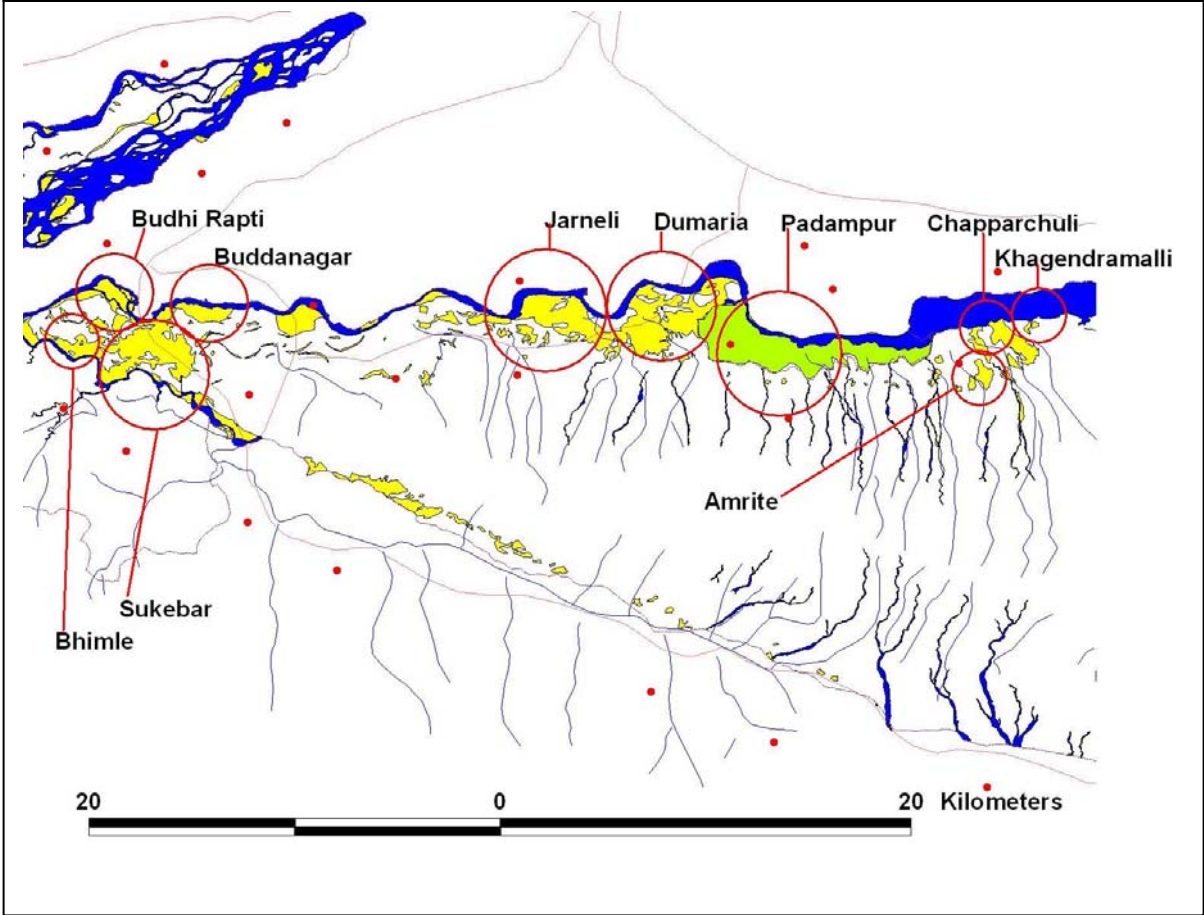 Budhi Rapti
Buddanagar
Jarneli
Dumaria
Padampur
Chapparchuli
Khagendramalli
Amrite
Sukebar
Bhimle
20 0 20 Kilometers